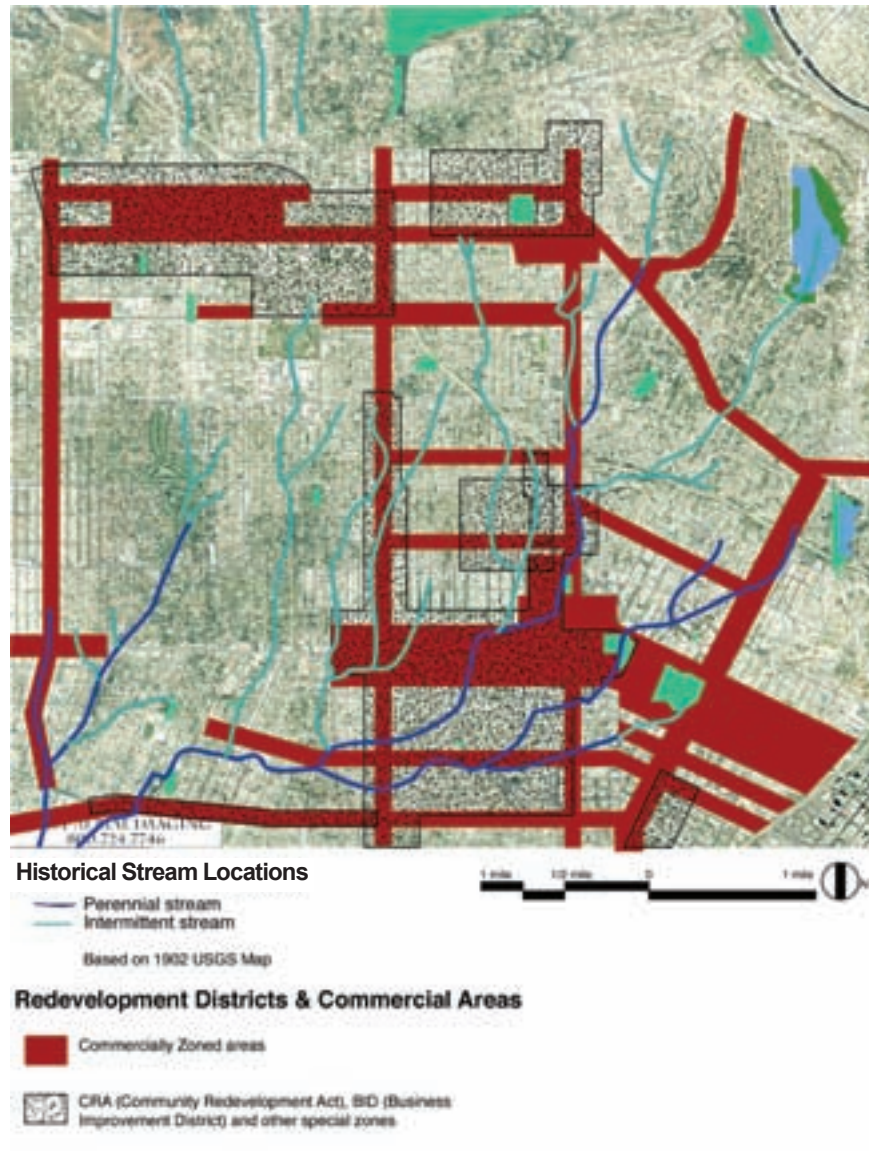 724 7746
Historical Stream Locations
1 mile 1/2 mile 0 1 mile
Perennial stream
Intermittent stream
Based on 1902 USGS Map
Redevelopment Districts & Commercial Areas
Commercially Zoned areas
CRA (Community Redevelopment Act), BID (Business
Improvement District) and other special zones